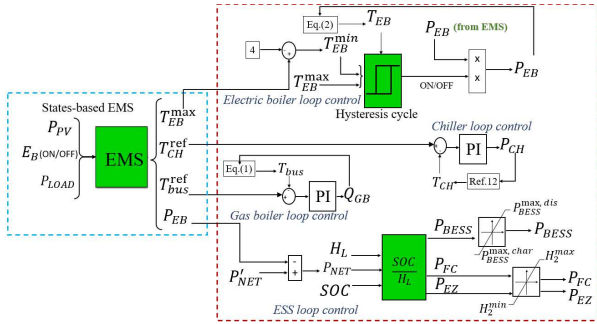 States-based EMS
P_PV
E_B(ON/OFF)
P_LOAD
EMS
T_EB^max
T_CH^ref
T_bus^ref
P_EB
Eq.(2)
T_EB
4
- +
T_EB^min
T_EB^max
Electric boiler loop control
Hysteresis cycle
P_EB (from EMS)
ON/OFF
x
x
P_EB
Chiller loop control
PI
P_CH
T_CH
Ref.12
Eq.(1)
T_bus
PI
Q_GB
Gas boiler loop control
-
+
P'_NET
P_NET
H_L
SOC
SOC
H_L
P_BESS
P_BESS^max, dis
P_BESS^max, char
P_BESS
P_FC
P_EZ
H_2^max
H_2^min
P_FC
P_EZ
ESS loop control